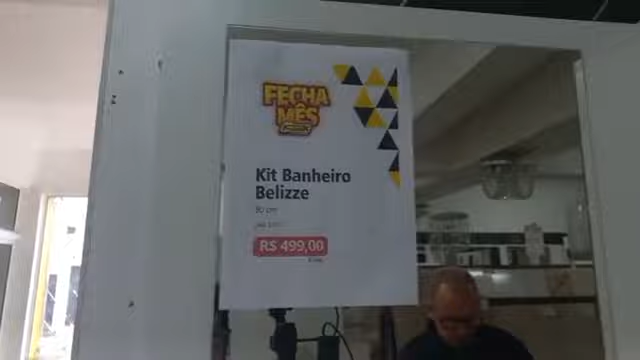 FECHA
MÊS
Kit Banheiro
Belizze
R$ 499,00